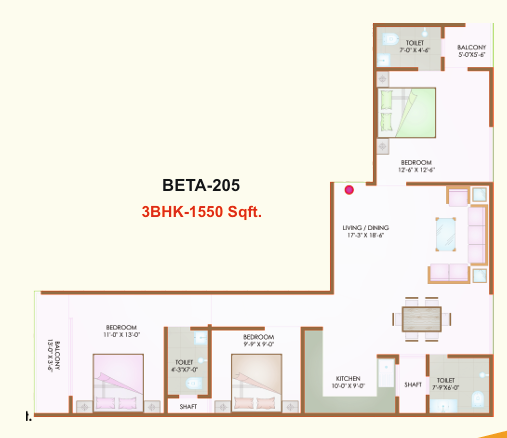 TOILET
7'-0" X 4'-6"
BALCONY
5'-0X5'-6"
BEDROOM
12'-6" X 12'-6"
BETA-205
3BHK-1550 Sqft.
LIVING / DINING
17'-3" X 18'-6"
BEDROOM
11'-0" X 13'-0"
BEDROOM
9'-9" X 9'-0"
BALCONY
13'-0" X 3'-6"
TOILET
4'-3"X7'-0"
KITCHEN
10'-0" X 9'-0"
SHAFT
TOILET
7'-9"X6'-0"
SHAFT
t.